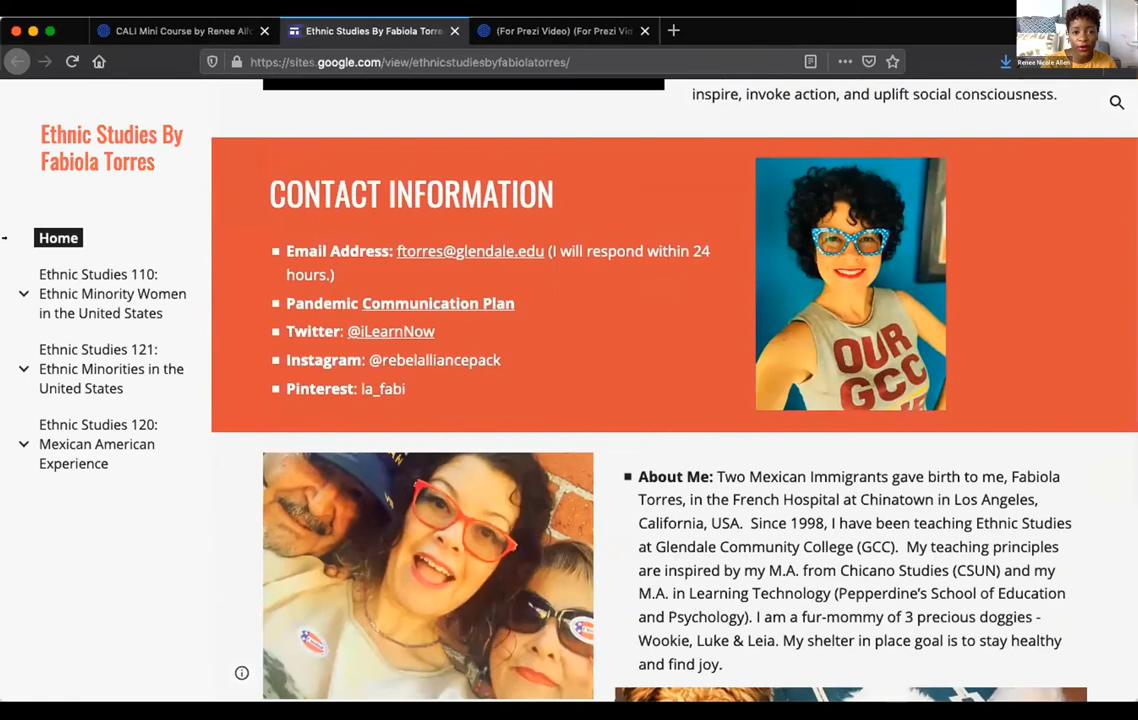 CALI Mini Course by Renee Alf
Ethnic Studies By Fabiola Torre
(For Prezi Video) (For Prezi Vi
https://sites.google.com/view/ethnicstudiesbyfabiolatorres/
Renee Nicole Allen
inspire, invoke action, and uplift social consciousness.
Ethnic Studies By
Fabiola Torres
Home
Ethnic Studies 110:
Ethnic Minority Women
in the United States
Ethnic Studies 121:
Ethnic Minorities in the
United States
Ethnic Studies 120:
Mexican American
Experience
CONTACT INFORMATION
Email Address: ftorres@glendale.edu (I will respond within 24
hours.)
Pandemic Communication Plan
Twitter: @iLearnNow
Instagram: @rebelalliancepack
Pinterest: la_fabi
OUR
GCC
About Me: Two Mexican Immigrants gave birth to me, Fabiola
Torres, in the French Hospital at Chinatown in Los Angeles,
California, USA. Since 1998, I have been teaching Ethnic Studies
at Glendale Community College (GCC). My teaching principles
are inspired by my M.A. from Chicano Studies (CSUN) and my
M.A. in Learning Technology (Pepperdine's School of Education
and Psychology). I am a fur-mommy of 3 precious doggies -
Wookie, Luke & Leia. My shelter in place goal is to stay healthy
and find joy.